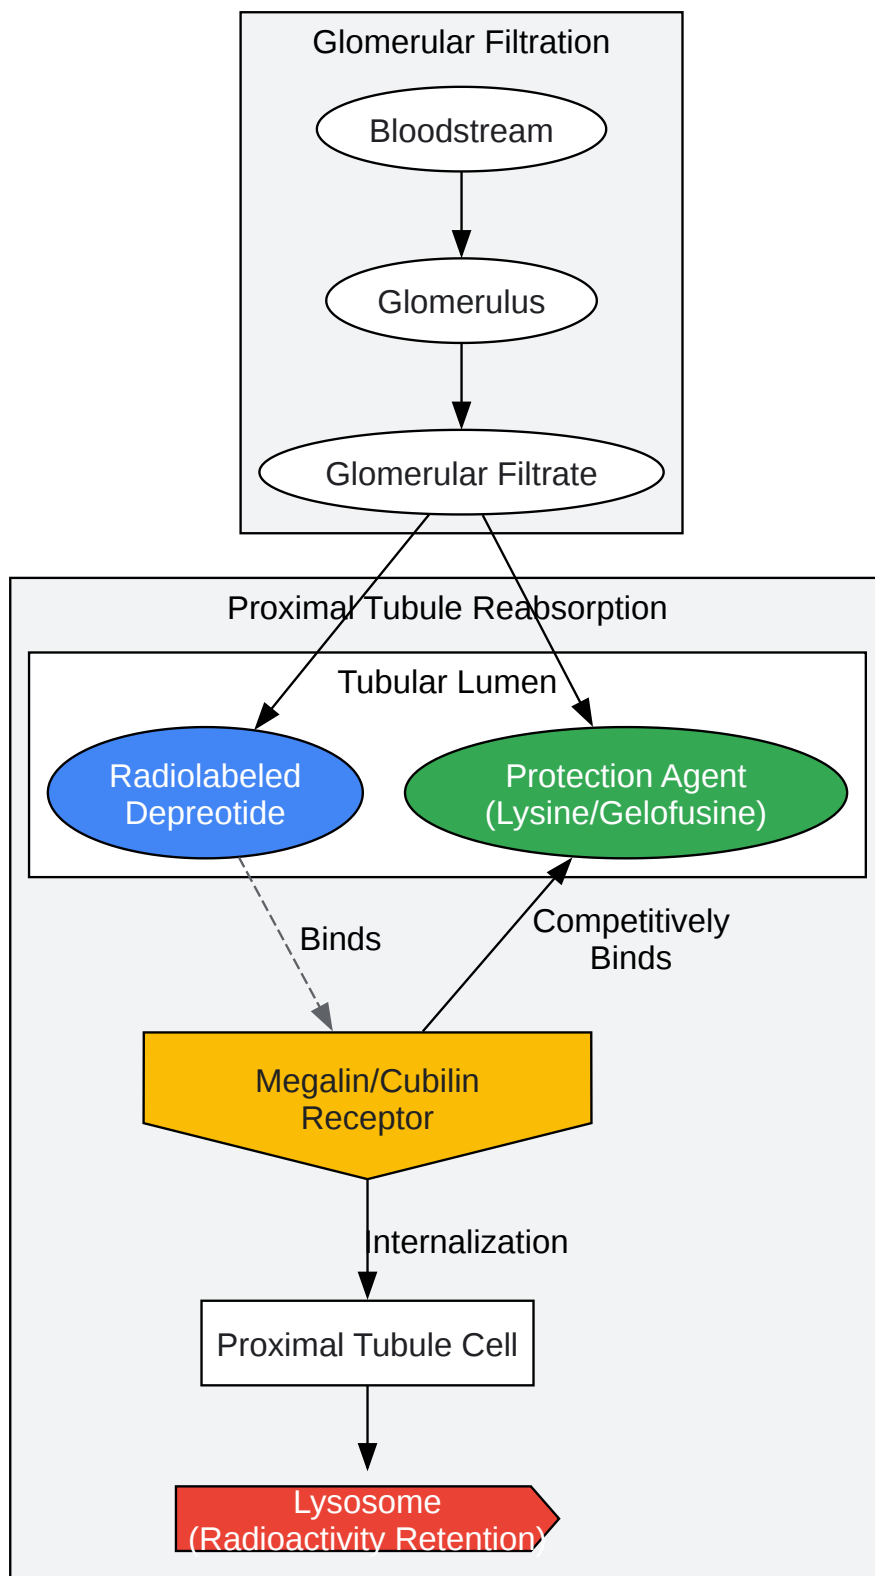 Glomerular Filtration
Bloodstream
Glomerulus
Glomerular Filtrate
Proximal Tubule Reabsorption
Tubular Lumen
Radiolabeled
Depreotide
Protection Agent
(Lysine/Gelofusine)
Binds
Competitively
Binds
Megalin/Cubilin
Receptor
Internalization
Proximal Tubule Cell
Lysosome
(Radioactivity Retention)